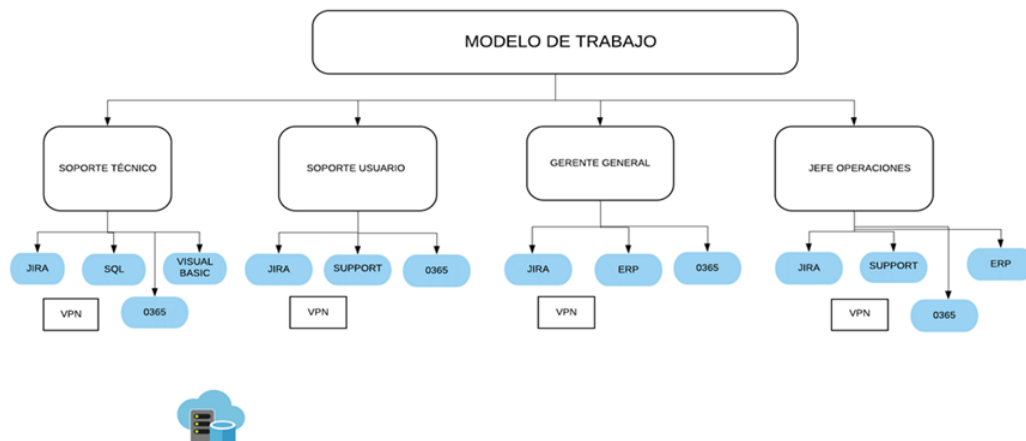 MODELO DE TRABAJO
SOPORTE TÉCNICO
SOPORTE USUARIO
GERENTE GENERAL
JEFE OPERACIONES
JIRA
SQL
VISUAL
BASIC
VPN
0365
JIRA
SUPPORT
0365
VPN
JIRA
ERP
0365
VPN
JIRA
SUPPORT
ERP
VPN
0365